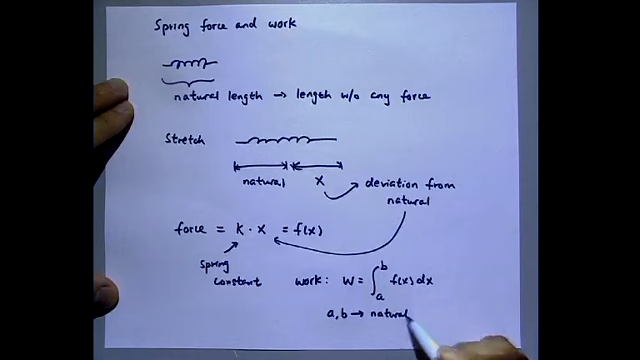 Spring force and work
natural length → length w/o any force
Stretch
natural x → deviation from
natural
force = k · x = f(x)
Spring
constant
work: W = ∫_a^b f(x) dx
a, b → natural